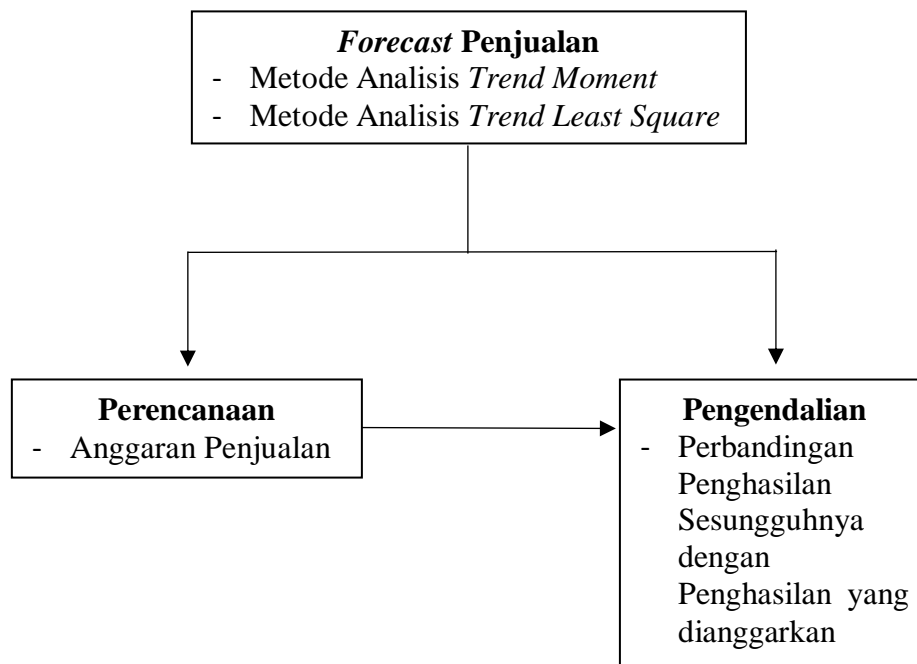 Forecast Penjualan
- Metode Analisis Trend Moment
- Metode Analisis Trend Least Square
Perencanaan
- Anggaran Penjualan
Pengendalian
- Perbandingan
Penghasilan
Sesungguhnya
dengan
Penghasilan yang
dianggarkan